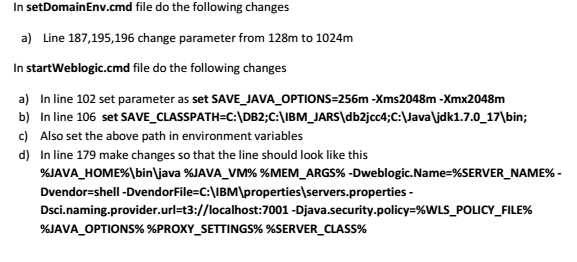 In setDomainEnv.cmd file do the following changes
a) Line 187,195,196 change parameter from 128m to 1024m
In startWeblogic.cmd file do the following changes
a) In line 102 set parameter as set SAVE_JAVA_OPTIONS=256m -Xms2048m -Xmx2048m
b) In line 106 set SAVE_CLASSPATH=C:\DB2;C:\IBM_JARS\db2jcc4;C:\Java\jdk1.7.0_17\bin;
c) Also set the above path in environment variables
d) In line 179 make changes so that the line should look like this
%JAVA_HOME%\bin\java %JAVA_VM% %MEM_ARGS% -Dweblogic.Name=%SERVER_NAME% -
Dvendor=shell -DvendorFile=C:\IBM\properties\servers.properties -
Dsci.naming.provider.url=t3://localhost:7001 -Djava.security.policy=%WLS_POLICY_FILE%
%JAVA_OPTIONS% %PROXY_SETTINGS% %SERVER_CLASS%